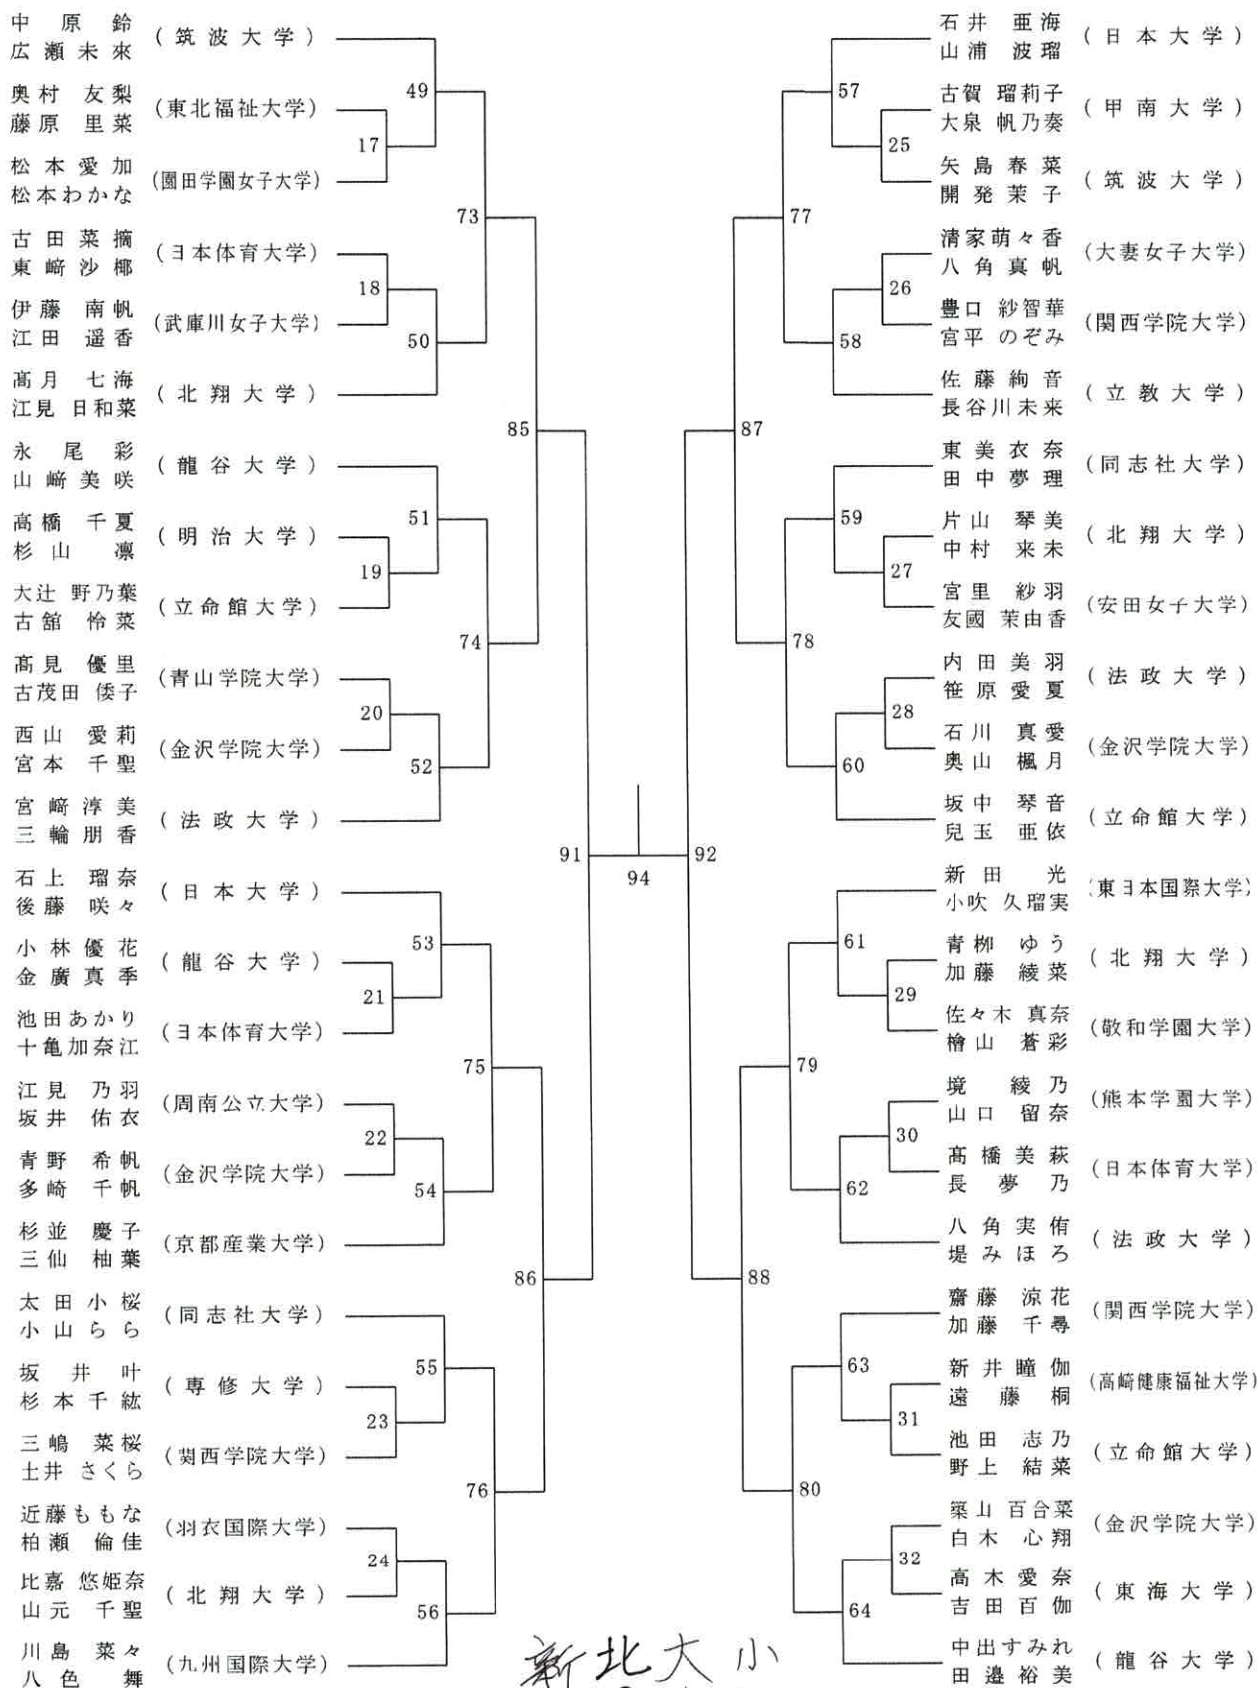 中原鈴
広瀬未來
(筑波大学)
奥村友梨
藤原里菜
(東北福祉大学)
松本愛加
松本わかな
(園田学園女子大学)
古田菜摘
東﨑沙椰
(日本体育大学)
伊藤南帆
江田遥香
(武庫川女子大学)
髙月七海
江見日和菜
(北翔大学)
永尾彩
山﨑美咲
(龍谷大学)
高橋千夏
杉山凛
(明治大学)
大辻野乃葉
古舘怜菜
(立命館大学)
髙見優里
古茂田倭子
(青山学院大学)
西山愛莉
宮本千聖
(金沢学院大学)
宮﨑淳美
三輪朋香
(法政大学)
石上瑠奈
後藤咲々
(日本大学)
小林優花
金廣真季
(龍谷大学)
池田あかり
十亀加奈江
(日本体育大学)
江見乃羽
坂井佑衣
(周南公立大学)
青野希帆
多崎千帆
(金沢学院大学)
杉並慶子
三仙柚葉
(京都産業大学)
太田小桜
小山らら
(同志社大学)
坂井叶
杉本千紘
(専修大学)
三嶋菜桜
土井さくら
(関西学院大学)
近藤ももな
柏瀬倫佳
(羽衣国際大学)
比嘉悠姫奈
山元千聖
(北翔大学)
川島菜々
八色舞
(九州国際大学)
17
18
19
20
21
22
23
24
49
50
51
52
53
54
55
56
73
74
75
76
85
86
91
94
92
87
88
77
78
79
80
57
58
59
60
61
62
63
64
25
26
27
28
29
30
31
32
石井亜海
山浦波瑠
(日本大学)
古賀瑠莉子
大泉帆乃奏
(甲南大学)
矢島春菜
開発茉子
(筑波大学)
清家萌々香
八角真帆
(大妻女子大学)
豊口紗智華
宮平のぞみ
(関西学院大学)
佐藤絢音
長谷川未来
(立教大学)
東美衣奈
田中夢理
(同志社大学)
片山琴美
中村来未
(北翔大学)
宮里紗羽
友國茉由香
(安田女子大学)
内田美羽
笹原愛夏
(法政大学)
石川真愛
奥山楓月
(金沢学院大学)
坂中琴音
兒玉亜依
(立命館大学)
新田光
小吹久瑠実
(東日本国際大学)
青栁ゆう
加藤綾菜
(北翔大学)
佐々木真奈
檜山蒼彩
(敬和学園大学)
境綾乃
山口留奈
(熊本学園大学)
髙橋美萩
長夢乃
(日本体育大学)
八角実侑
堤みほろ
(法政大学)
齋藤涼花
加藤千尋
(関西学院大学)
新井瞳伽
遠藤桐
(高崎健康福祉大学)
池田志乃
野上結菜
(立命館大学)
築山百合菜
白木心翔
(金沢学院大学)
高木愛奈
吉田百伽
(東海大学)
中出すみれ
田邉裕美
(龍谷大学)
新北大小